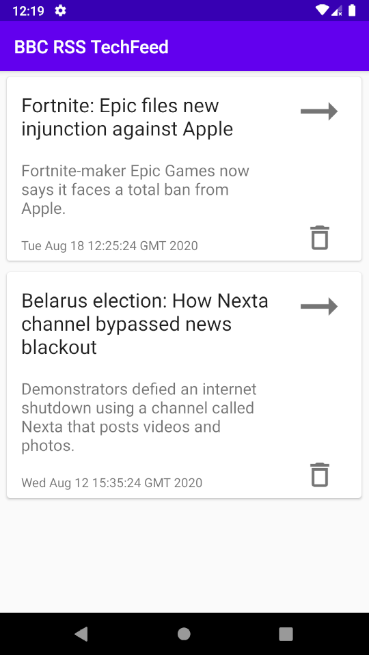 12:19
BBC RSS TechFeed
Fortnite: Epic files new
injunction against Apple
Fortnite-maker Epic Games now
says it faces a total ban from
Apple.
Tue Aug 18 12:25:24 GMT 2020
Belarus election: How Nexta
channel bypassed news
blackout
Demonstrators defied an internet
shutdown using a channel called
Nexta that posts videos and
photos.
Wed Aug 12 15:35:24 GMT 2020